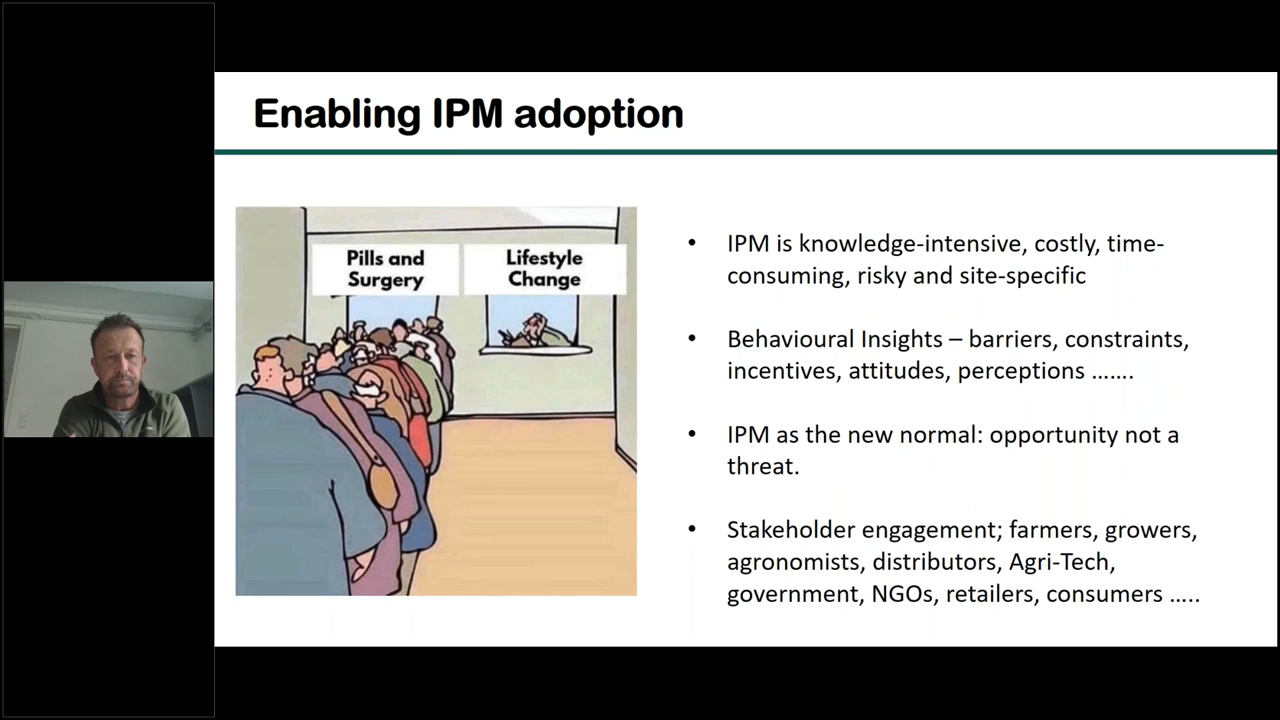 Enabling IPM adoption
Pills and
Surgery
Lifestyle
Change
• IPM is knowledge-intensive, costly, time-
consuming, risky and site-specific
• Behavioural Insights – barriers, constraints,
incentives, attitudes, perceptions .......
• IPM as the new normal: opportunity not a
threat.
• Stakeholder engagement; farmers, growers,
agronomists, distributors, Agri-Tech,
government, NGOs, retailers, consumers .....